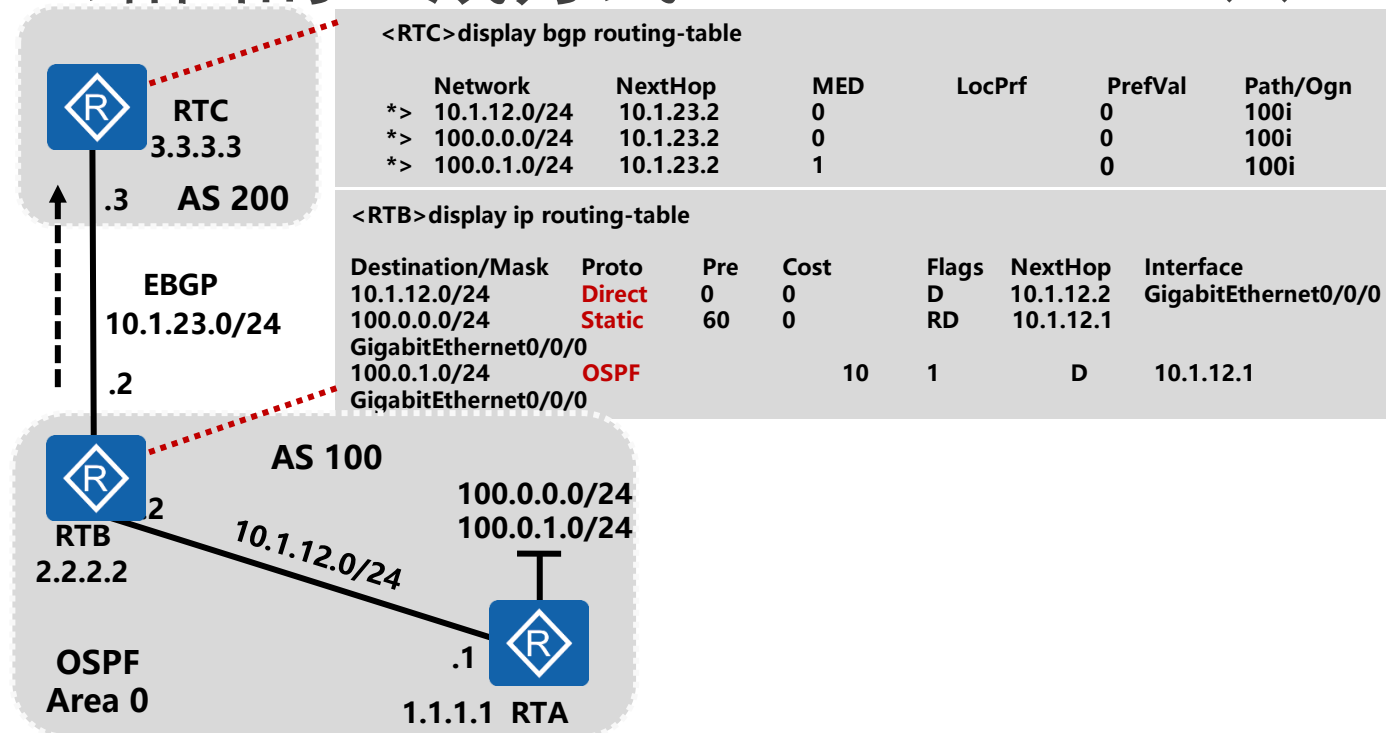 <RTC>display bgp routing-table
Network NextHop MED LocPrf PrefVal Path/Ogn
*> 10.1.12.0/24 10.1.23.2 0 0 100i
*> 100.0.0.0/24 10.1.23.2 0 0 100i
*> 100.0.1.0/24 10.1.23.2 1 0 100i
<RTB>display ip routing-table
Destination/Mask Proto Pre Cost Flags NextHop Interface
10.1.12.0/24 Direct 0 0 D 10.1.12.2 GigabitEthernet0/0/0
100.0.0.0/24 Static 60 0 RD 10.1.12.1
GigabitEthernet0/0/0
100.0.1.0/24 OSPF 10 1 D 10.1.12.1
GigabitEthernet0/0/0
R
RTC
3.3.3.3
.3 AS 200
EBGP
10.1.23.0/24
.2
AS 100
R
.2
RTB
2.2.2.2
10.1.12.0/24
100.0.0.0/24
100.0.1.0/24
R
.1
OSPF
Area 0
1.1.1.1 RTA